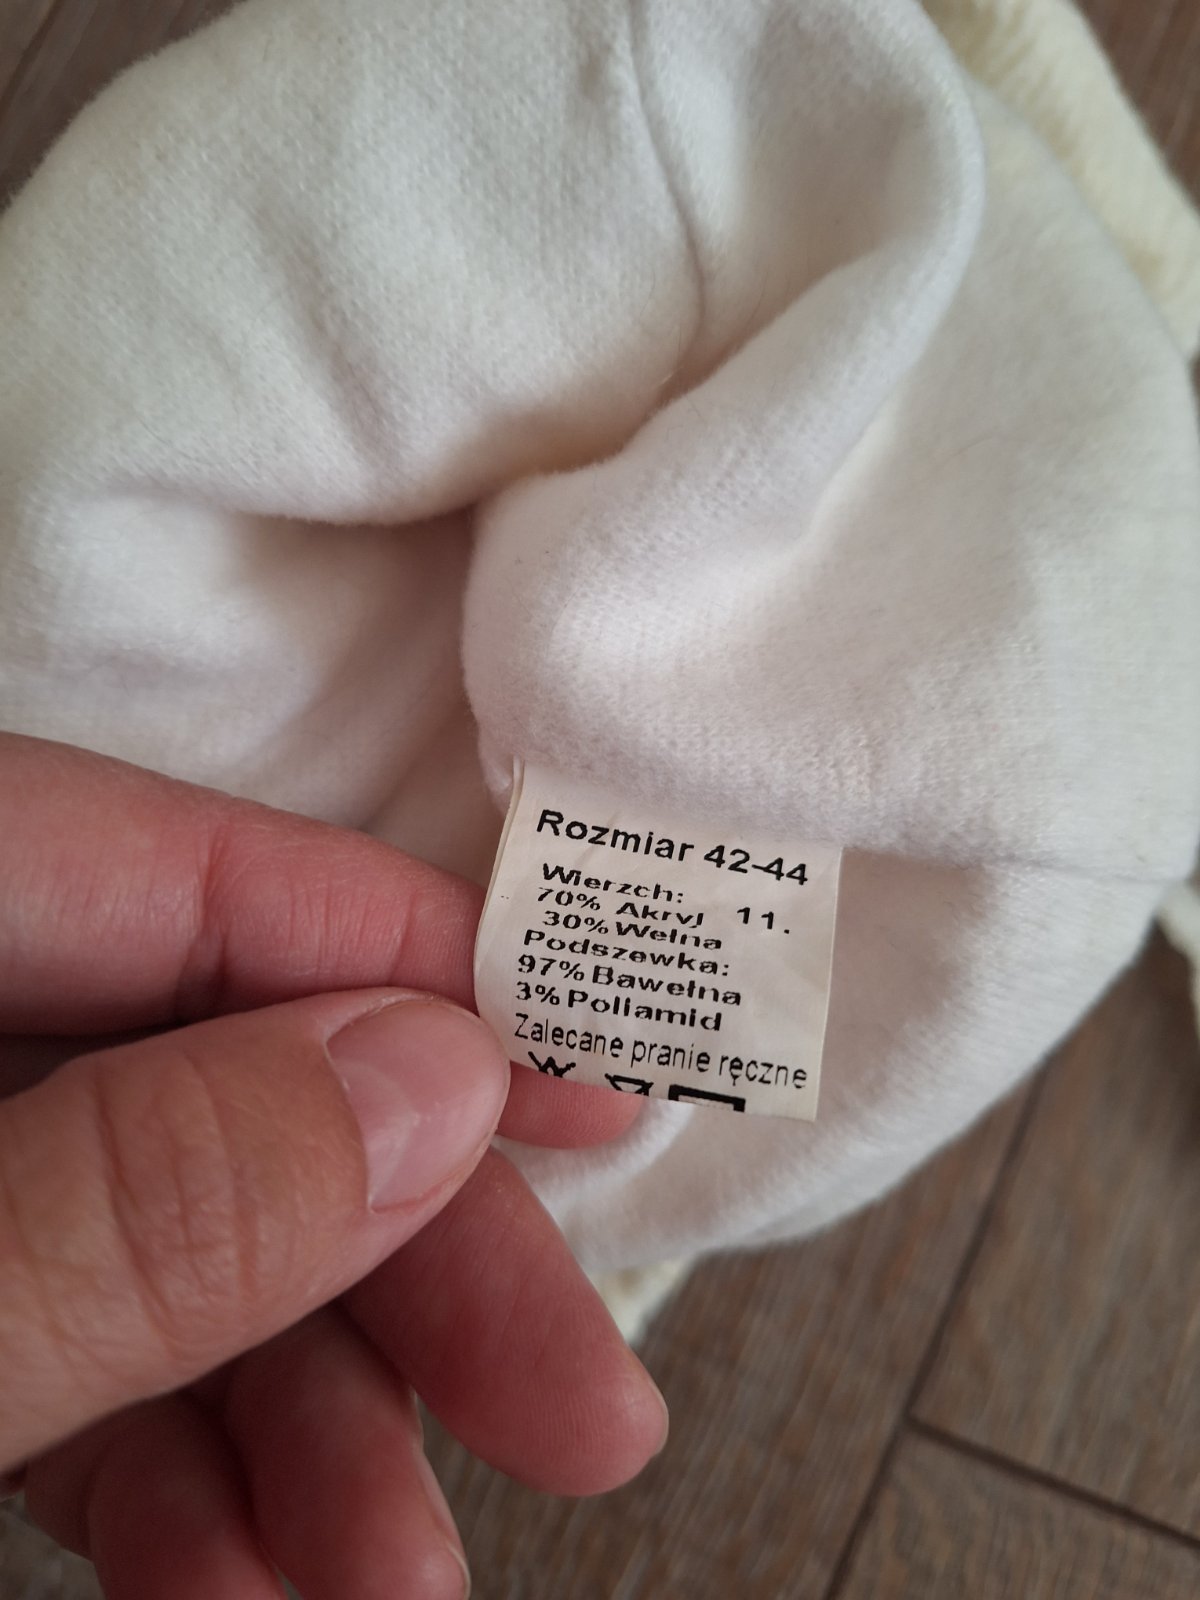 Rozmiar 42-44
Wierzch:
70% Akryl 11.
30% Wełna
Podszewka:
97% Bawełna
3% Poliamid
Zalecane pranie ręczne